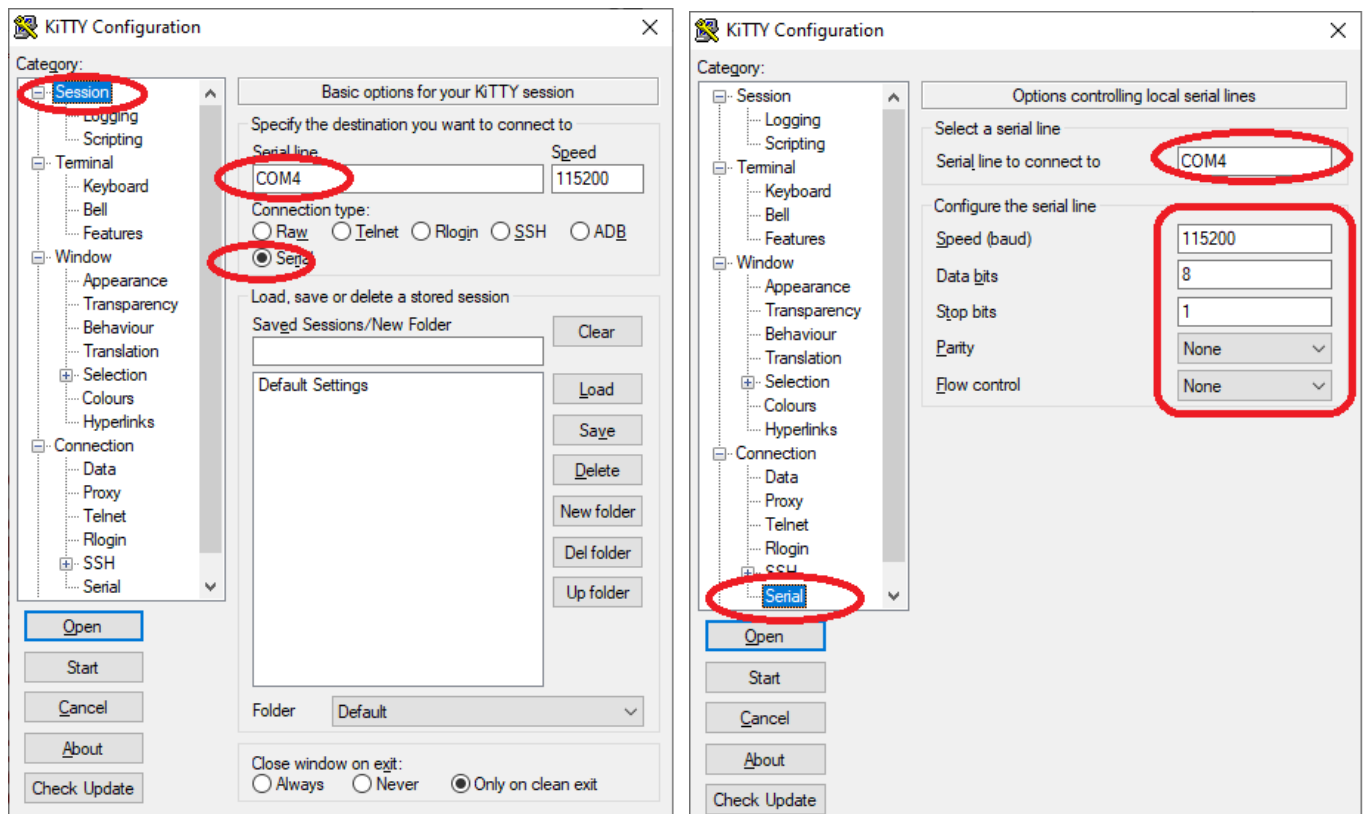 KiTTY Configuration
Category:
Session
Logging
Scripting
Terminal
Keyboard
Bell
Features
Window
Appearance
Transparency
Behaviour
Translation
Selection
Colours
Hyperlinks
Connection
Data
Proxy
Telnet
Rlogin
SSH
Serial
Open
Start
Cancel
About
Check Update
Basic options for your KiTTY session
Specify the destination you want to connect to
Serial line Speed
COM4 115200
Connection type:
Raw Telnet Rlogin SSH ADB
Serial
Load, save or delete a stored session
Saved Sessions/New Folder
Clear
Default Settings
Load
Save
Delete
New folder
Del folder
Up folder
Folder Default
Close window on exit:
Always Never Only on clean exit
KiTTY Configuration
Category:
Session
Logging
Scripting
Terminal
Keyboard
Bell
Features
Window
Appearance
Transparency
Behaviour
Translation
Selection
Colours
Hyperlinks
Connection
Data
Proxy
Telnet
Rlogin
SSH
Serial
Open
Start
Cancel
About
Check Update
Options controlling local serial lines
Select a serial line
Serial line to connect to COM4
Configure the serial line
Speed (baud) 115200
Data bits 8
Stop bits 1
Parity None
Flow control None